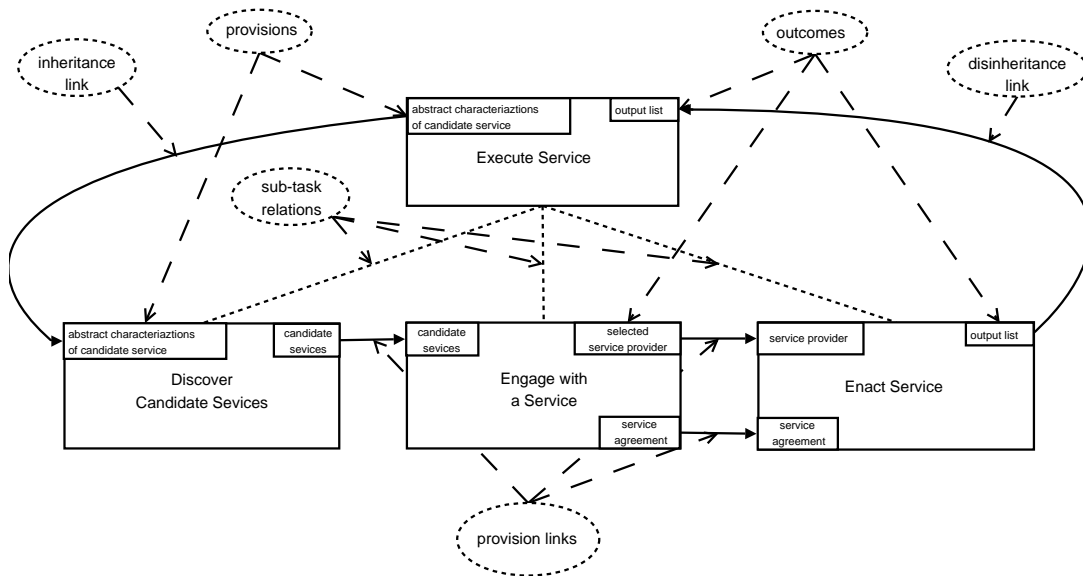 provisions
outcomes
inheritance
link
disinheritance
link
abstract characteriaztions
of candidate service
output list
Execute Service
sub-task
relations
abstract characteriaztions
of candidate service
candidate
sevices
Discover
Candidate Sevices
candidate
sevices
selected
service provider
Engage with
a Service
service
agreement
service provider
output list
Enact Service
service
agreement
provision links